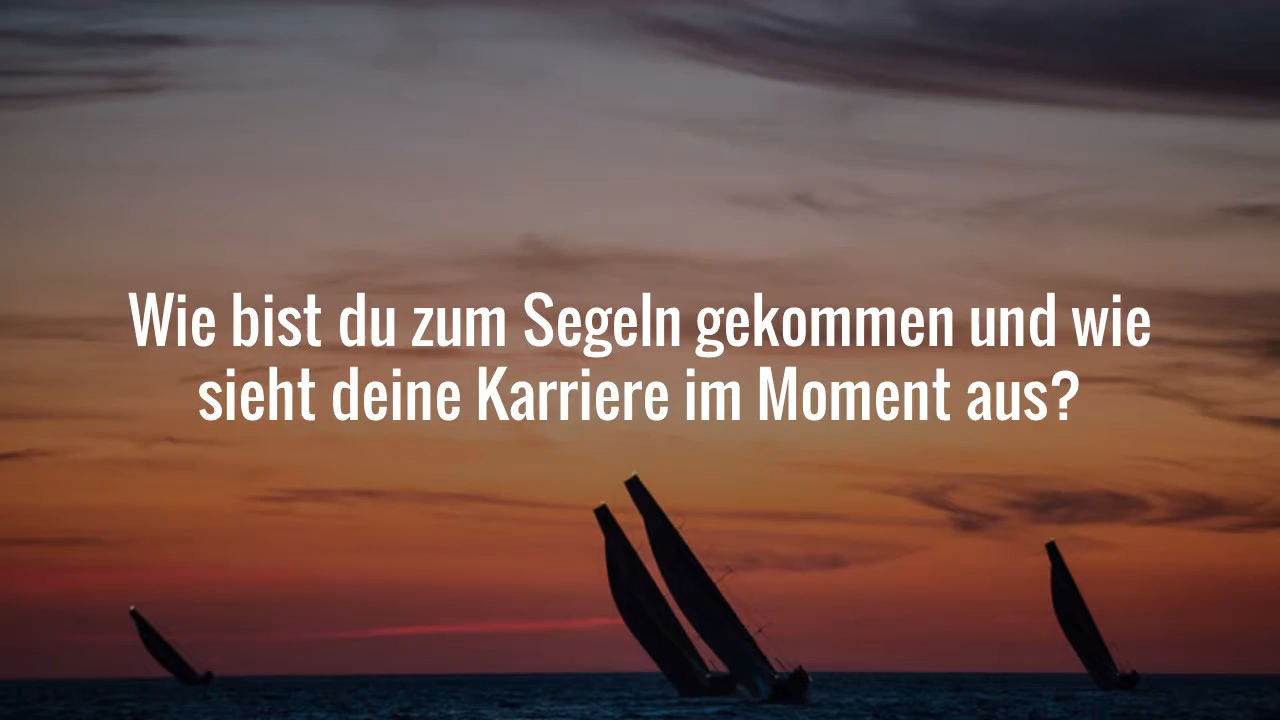 Wie bist du zum Segeln gekommen und wie
sieht deine Karriere im Moment aus?